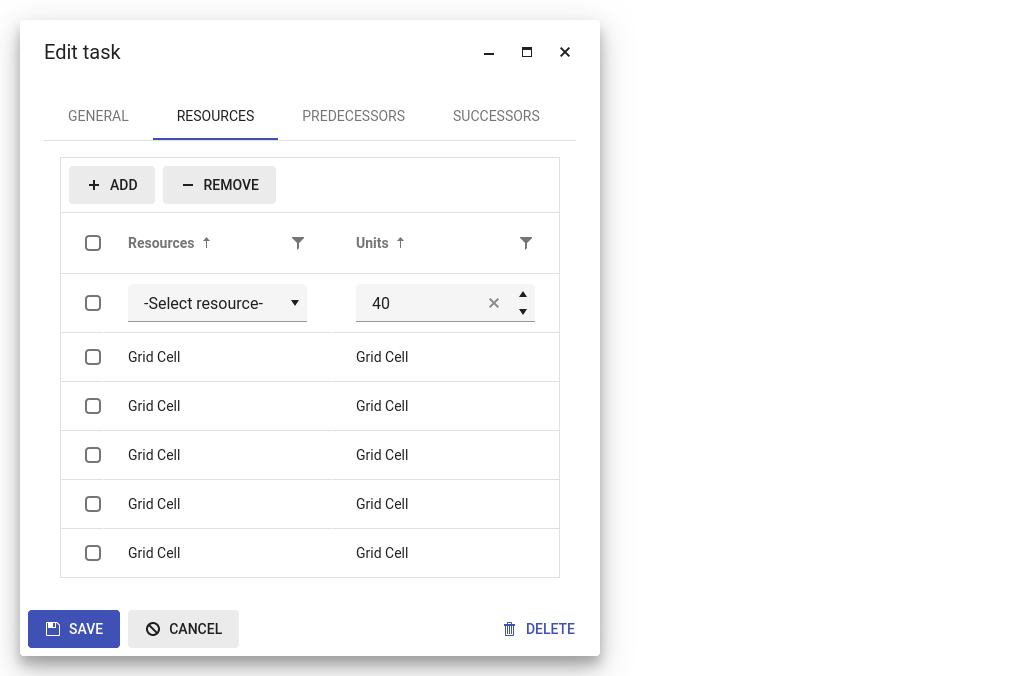 Edit task
GENERAL RESOURCES PREDECESSORS SUCCESSORS
ADD REMOVE
Resources Units
-Select resource- 40
Grid Cell Grid Cell
Grid Cell Grid Cell
Grid Cell Grid Cell
Grid Cell Grid Cell
Grid Cell Grid Cell
SAVE CANCEL DELETE